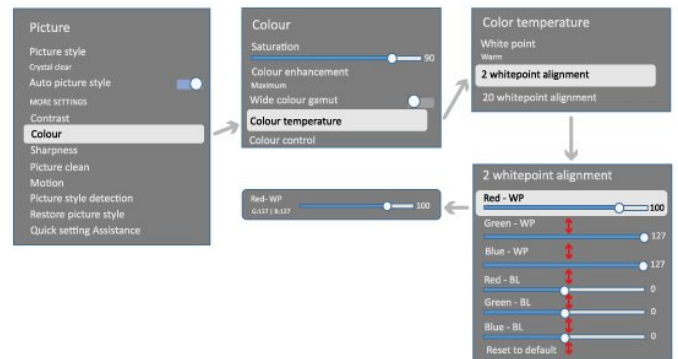 Picture
Picture style
Crystal clear
Auto picture style
MORE SETTINGS
Contrast
Colour
Sharpness
Picture clean
Motion
Picture style detection
Restore picture style
Quick setting Assistance
Colour
Saturation
90
Colour enhancement
Maximum
Wide colour gamut
Colour temperature
Colour control
Color temperature
White point
Warm
2 whitepoint alignment
20 whitepoint alignment
2 whitepoint alignment
Red - WP
100
Green - WP
127
Blue - WP
127
Red - BL
0
Green - BL
0
Blue - BL
0
Reset to default
Red- WP
G:127 | B:127
100